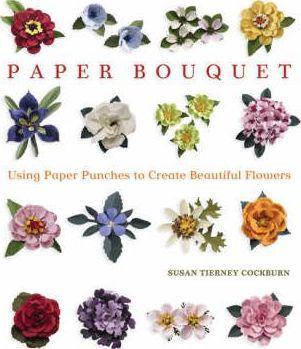 PAPER BOUQUET
Using Paper Punches to Create Beautiful Flowers
SUSAN TIERNEY COCKBURN